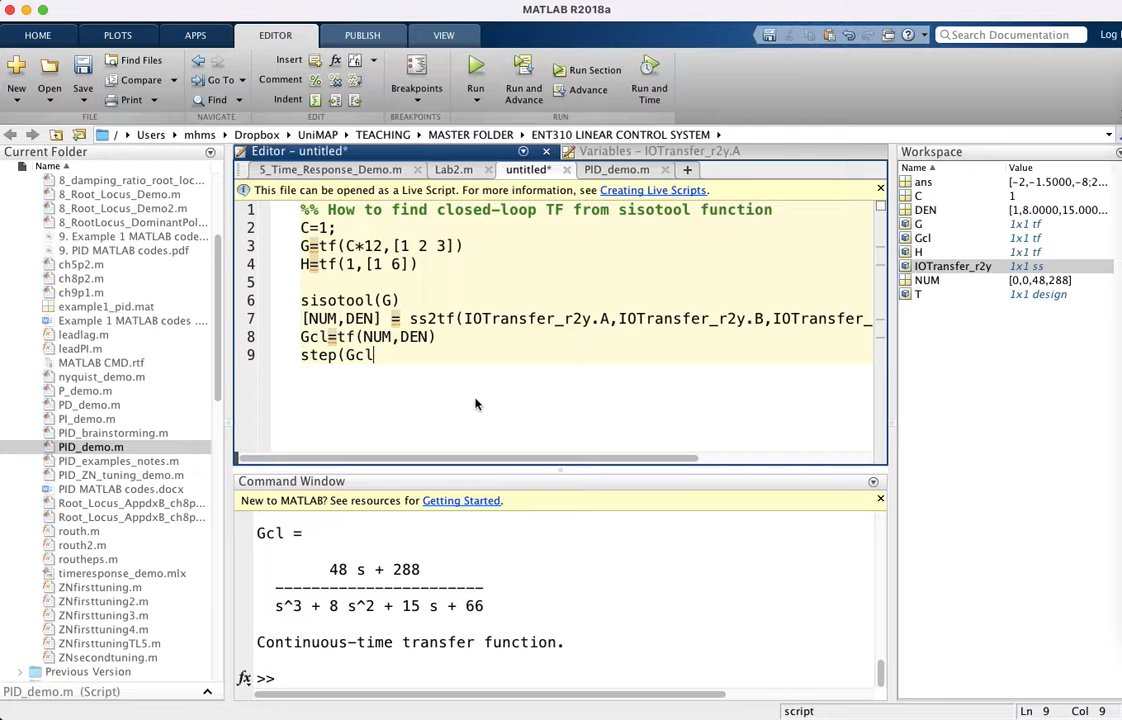 MATLAB R2018a
HOME PLOTS APPS EDITOR PUBLISH VIEW
Search Documentation Log
New Open Save Find Files Compare Print
Go To Find
Insert fx
Comment
Indent
Breakpoints
Run Run and Advance Run Section Advance Run and Time
FILE NAVIGATE EDIT BREAKPOINTS RUN
/ Users mhms Dropbox UniMAP TEACHING MASTER FOLDER ENT310 LINEAR CONTROL SYSTEM
Current Folder
Name
8_damping_ratio_root_loc...
8_Root_Locus_Demo.m
8_Root_Locus_Demo2.m
8_RootLocus_DominantPol...
9. Example 1 MATLAB code...
9. PID MATLAB codes.pdf
ch5p2.m
ch8p2.m
ch9p1.m
example1_pid.mat
Example 1 MATLAB codes ...
leadlag.m
leadPI.m
MATLAB CMD.rtf
nyquist_demo.m
P_demo.m
PD_demo.m
PI_demo.m
PID_brainstorming.m
PID_demo.m
PID_examples_notes.m
PID_ZN_tuning_demo.m
PID MATLAB codes.docx
Root_Locus_AppdxB_ch8p...
Root_Locus_AppdxB_ch8p...
routh.m
routh2.m
routheps.m
timeresponse_demo.mlx
ZNfirsttuning.m
ZNfirsttuning2.m
ZNfirsttuning3.m
ZNfirsttuning4.m
ZNfirsttuningTL5.m
ZNsecondtuning.m
Previous Version
PID_demo.m (Script)
Editor - untitled* Variables - IOTransfer_r2y.A
5_Time_Response_Demo.m Lab2.m untitled* PID_demo.m
This file can be opened as a Live Script. For more information, see Creating Live Scripts.
1 %% How to find closed-loop TF from sisotool function
2 C=1;
3 G=tf(C*12,[1 2 3])
4 H=tf(1,[1 6])
5
6 sisotool(G)
7 [NUM,DEN] = ss2tf(IOTransfer_r2y.A,IOTransfer_r2y.B,IOTransfer_
8 Gcl=tf(NUM,DEN)
9 step(Gcl
Command Window
New to MATLAB? See resources for Getting Started.
Gcl =
48 s + 288
----------------------
s^3 + 8 s^2 + 15 s + 66
Continuous-time transfer function.
fx >>
Workspace
Name Value
ans [-2,-1.5000,-8;2...
C 1
DEN [1,8.0000,15.000...
G 1x1 tf
Gcl 1x1 tf
H 1x1 tf
IOTransfer_r2y 1x1 ss
NUM [0,0,48,288]
T 1x1 design
script Ln 9 Col 9